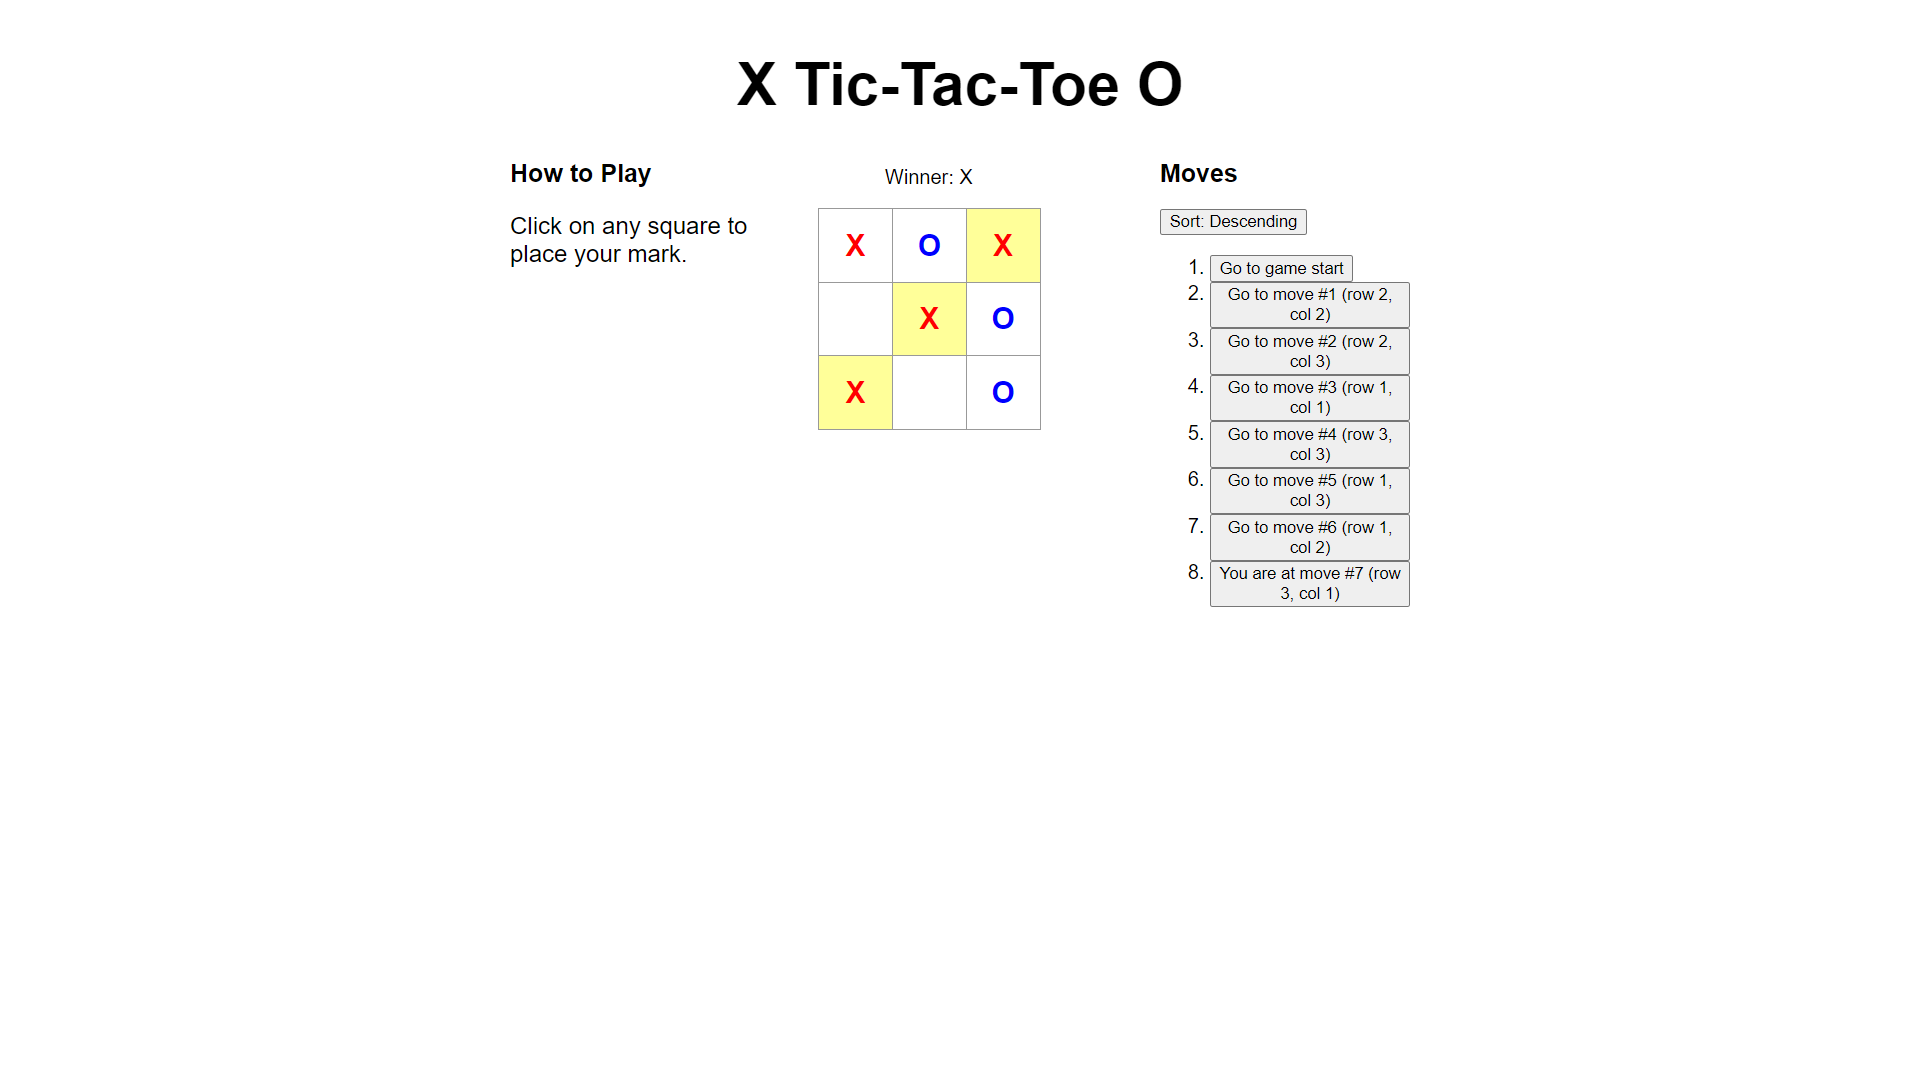 X Tic-Tac-Toe O
How to Play
Click on any square to
place your mark.
Winner: X
X O X
X O
X O
Moves
Sort: Descending
1. Go to game start
2. Go to move #1 (row 2,
col 2)
3. Go to move #2 (row 2,
col 3)
4. Go to move #3 (row 1,
col 1)
5. Go to move #4 (row 3,
col 3)
6. Go to move #5 (row 1,
col 3)
7. Go to move #6 (row 1,
col 2)
8. You are at move #7 (row
3, col 1)